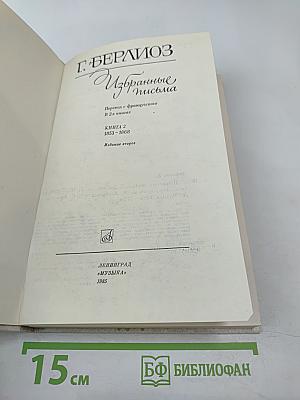 Г. БЕРЛИОЗ
Избранные
письма
Перевод с французского
В 2х книгах
КНИГА 2
1853–1868
Издание второе
ЛЕНИНГРАД
«МУЗЫКА»
1985
15 см
БФ БИБЛИОФАН